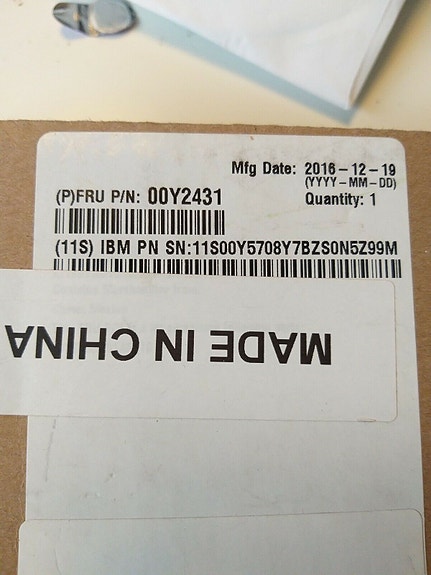 Mfg Date: 2016-12-19
(YYYY-MM-DD)
(P)FRU P/N: 00Y2431
Quantity: 1
(11S) IBM PN SN:11S00Y5708Y7BZS0N5Z99M
MADE IN CHINA